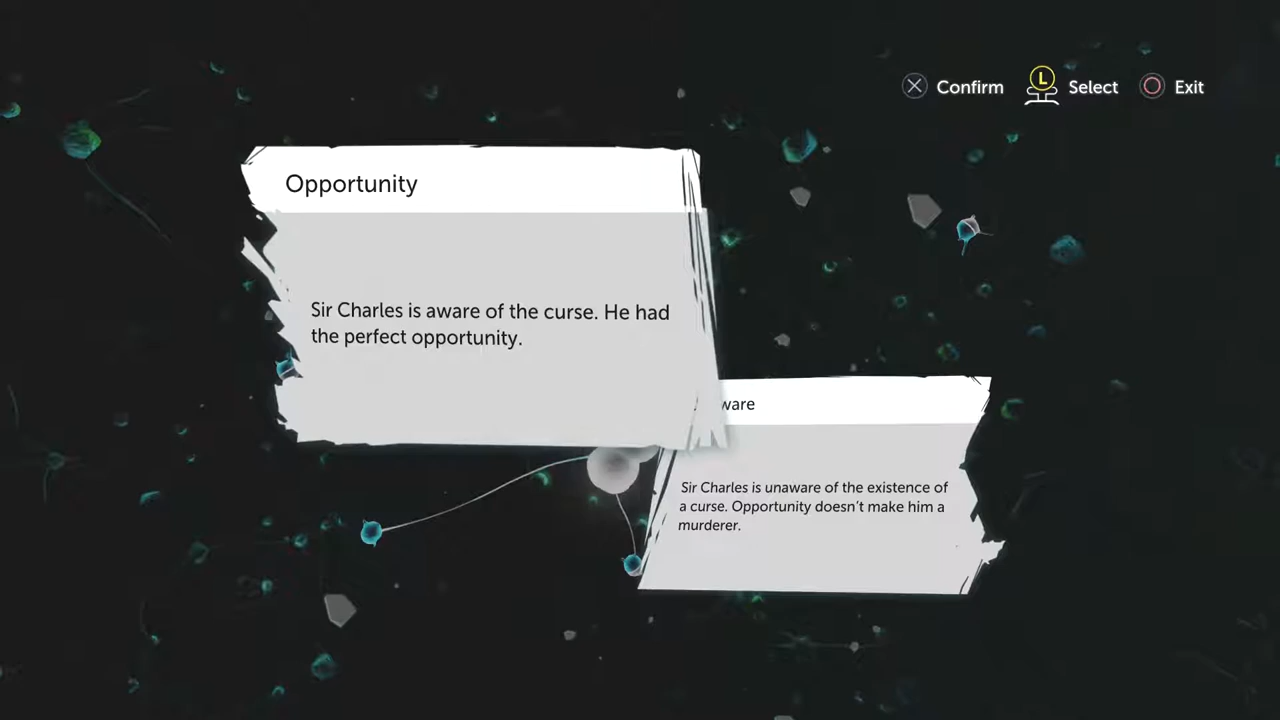 Confirm L Select Exit
Opportunity
Sir Charles is aware of the curse. He had
the perfect opportunity.
Sir Charles is unaware of the existence of
a curse. Opportunity doesn't make him a
murderer.